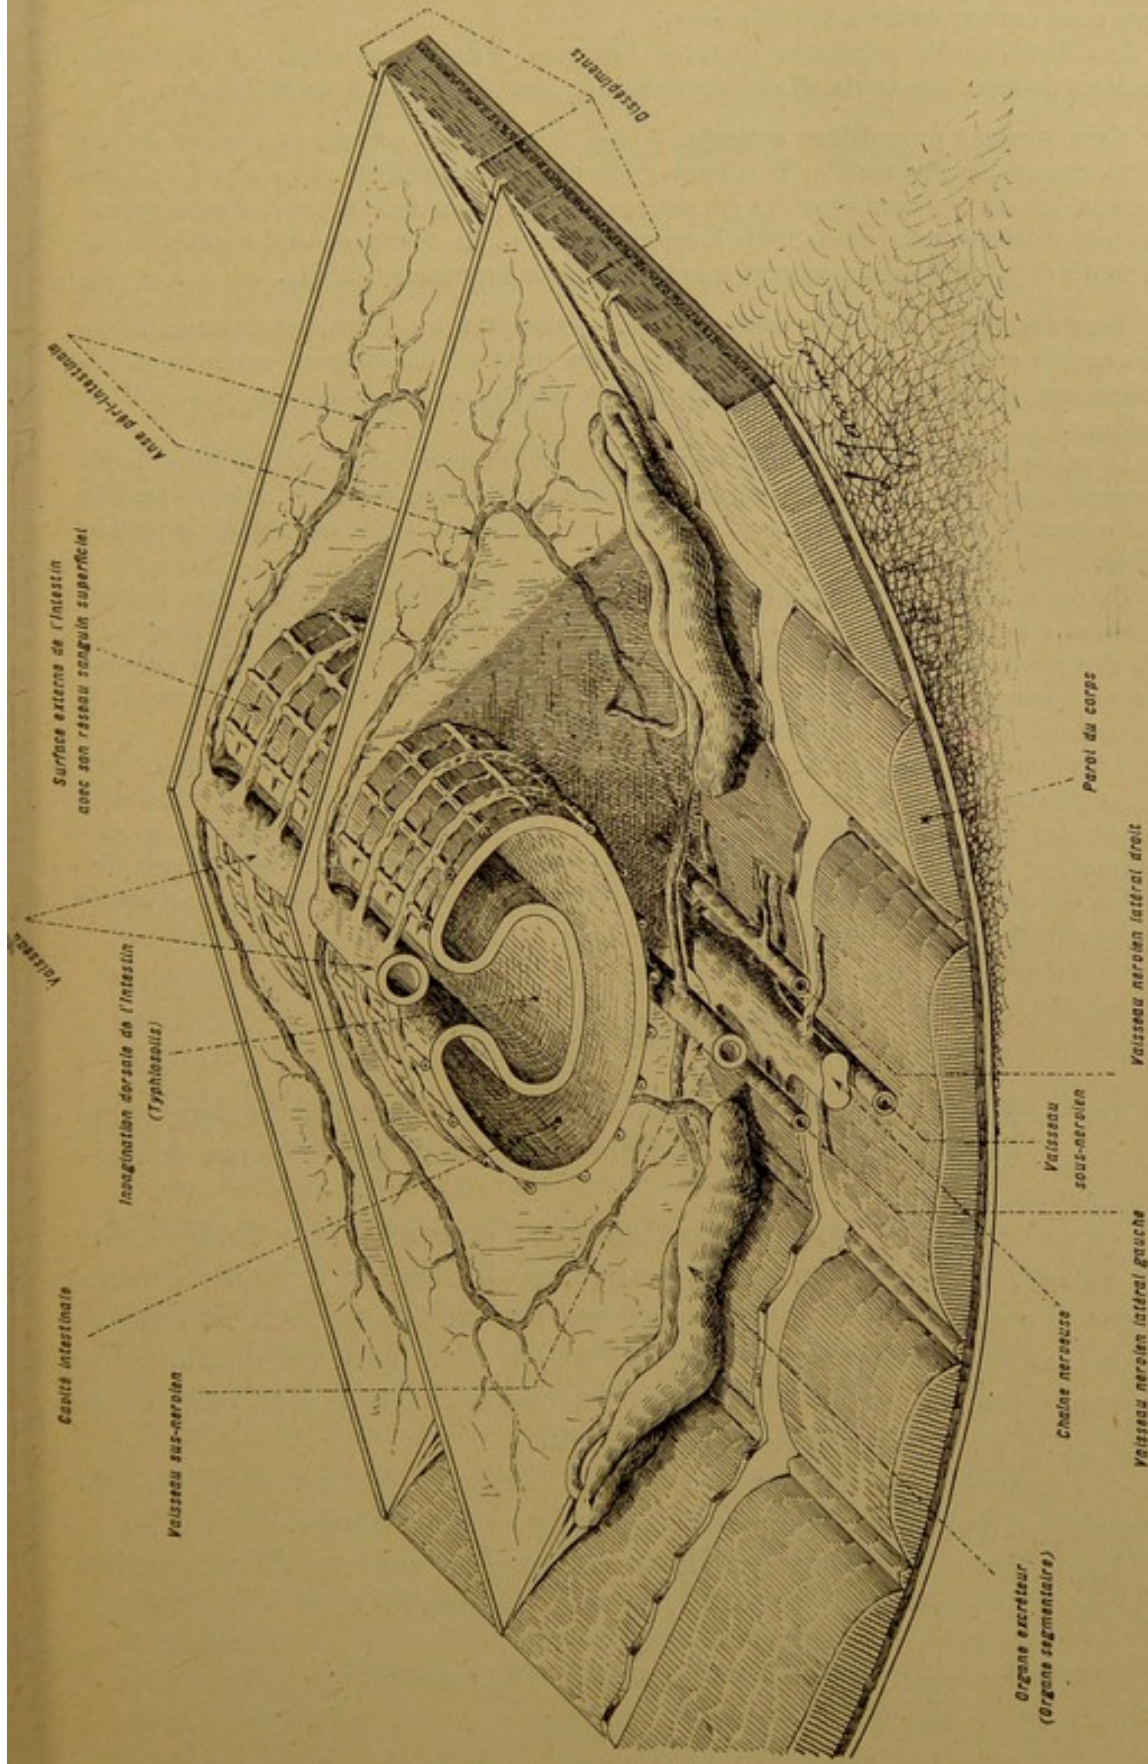 Cavité intestinale
Vaisseau sus-nervien
Invagination dorsale de l'intestin
(Typhlosolis)
Vaisseau
Surface externe de l'intestin
avec son réseau sanguin superficiel
Anse péri-intestinale
Dissépiments
Organe excréteur
(Organe segmentaire)
Chaîne nerveuse
Vaisseau nervien latéral gauche
Vaisseau
sous-nervien
Vaisseau nervien latéral droit
Paroi du corps